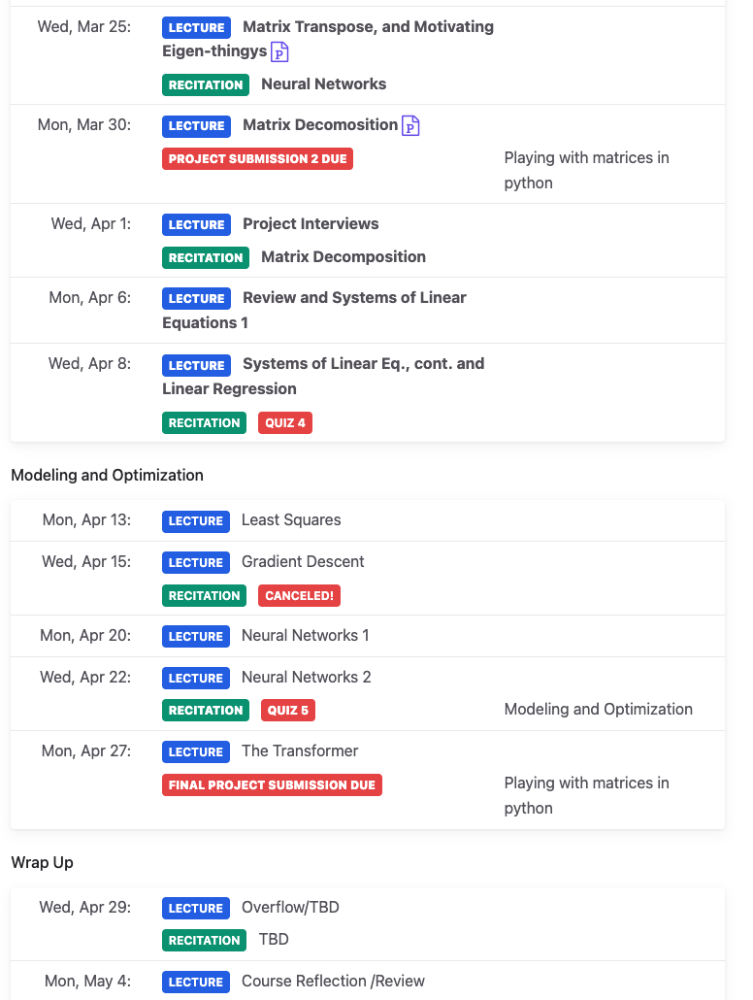 Wed, Mar 25: LECTURE Matrix Transpose, and Motivating
Eigen-thingys P
RECITATION Neural Networks
Mon, Mar 30: LECTURE Matrix Decomosition P
PROJECT SUBMISSION 2 DUE Playing with matrices in
python
Wed, Apr 1: LECTURE Project Interviews
RECITATION Matrix Decomposition
Mon, Apr 6: LECTURE Review and Systems of Linear
Equations 1
Wed, Apr 8: LECTURE Systems of Linear Eq., cont. and
Linear Regression
RECITATION QUIZ 4
Modeling and Optimization
Mon, Apr 13: LECTURE Least Squares
Wed, Apr 15: LECTURE Gradient Descent
RECITATION CANCELED!
Mon, Apr 20: LECTURE Neural Networks 1
Wed, Apr 22: LECTURE Neural Networks 2
RECITATION QUIZ 5 Modeling and Optimization
Mon, Apr 27: LECTURE The Transformer
FINAL PROJECT SUBMISSION DUE Playing with matrices in
python
Wrap Up
Wed, Apr 29: LECTURE Overflow/TBD
RECITATION TBD
Mon, May 4: LECTURE Course Reflection /Review